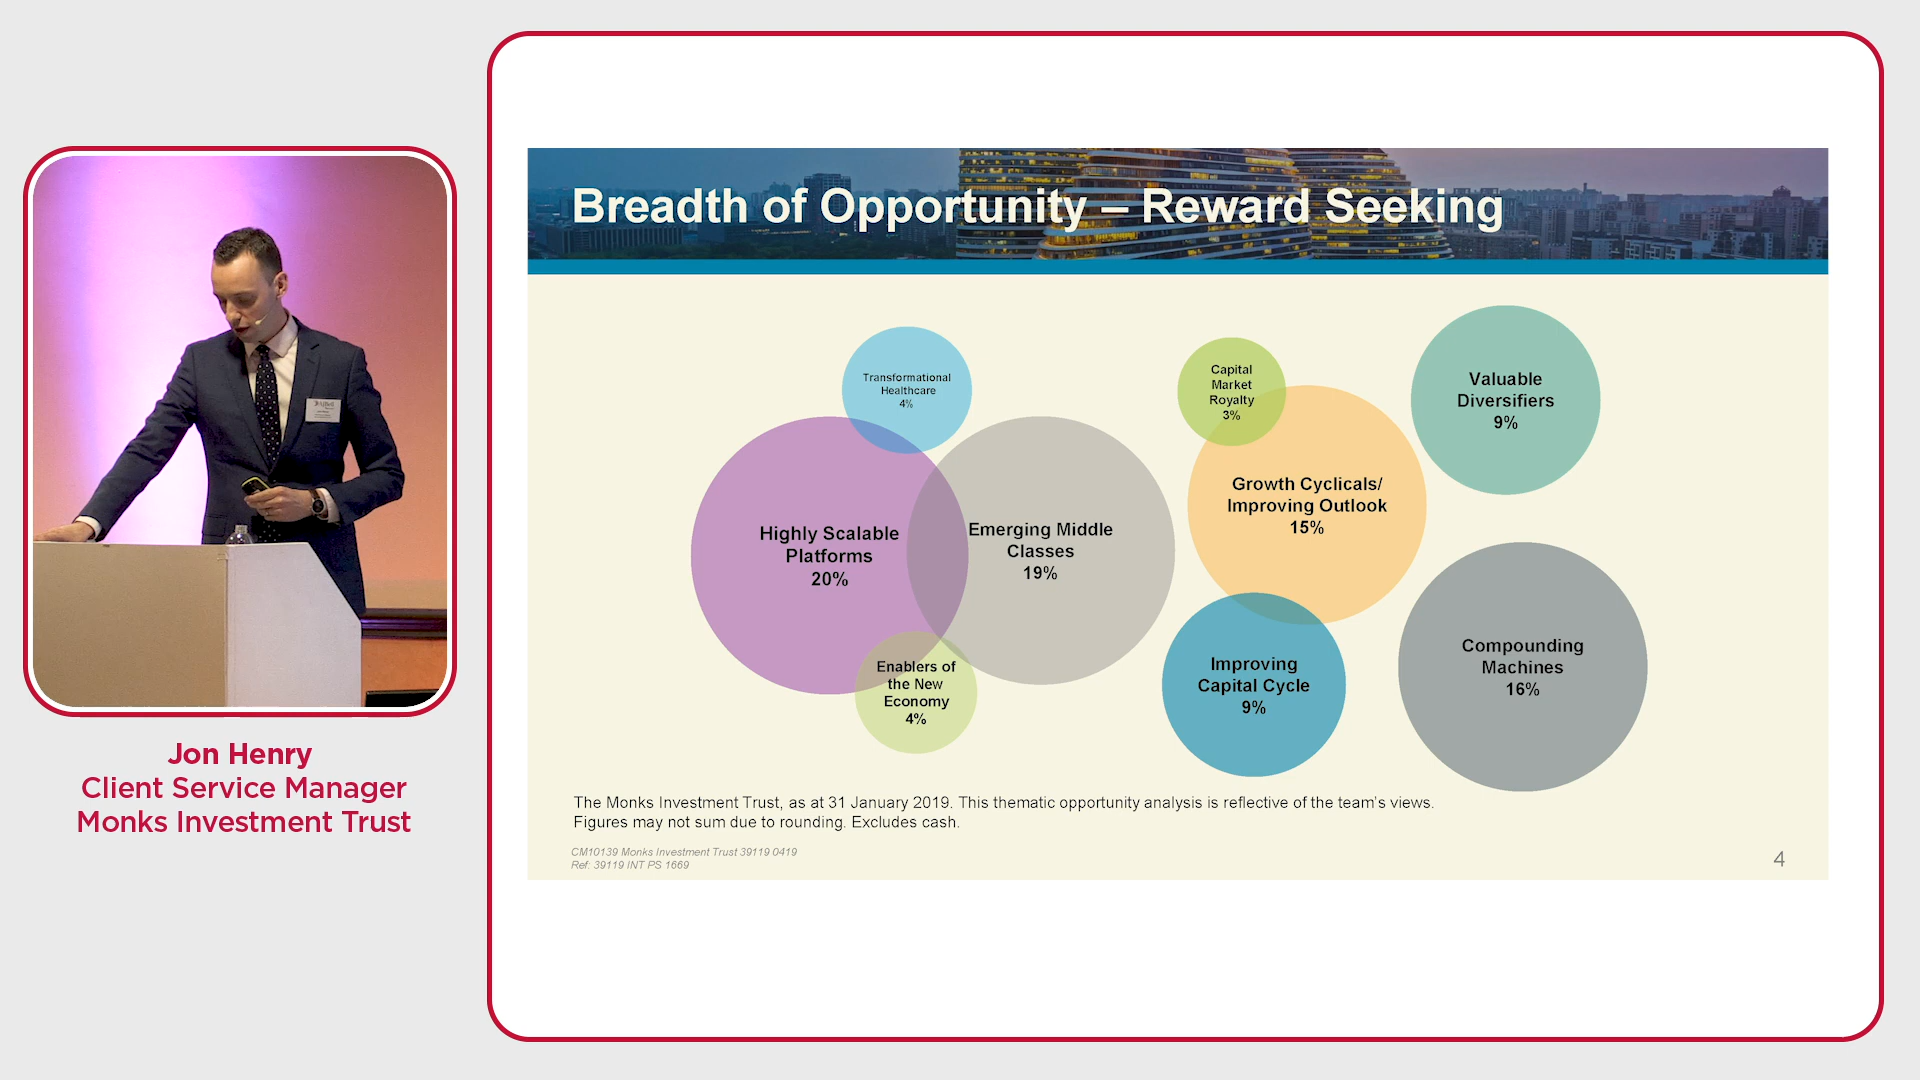 Breadth of Opportunity – Reward Seeking
Transformational
Healthcare
4%
Capital
Market
Royalty
3%
Valuable
Diversifiers
9%
Growth Cyclicals/
Improving Outlook
15%
Highly Scalable
Platforms
20%
Emerging Middle
Classes
19%
Enablers of
the New
Economy
4%
Improving
Capital Cycle
9%
Compounding
Machines
16%
The Monks Investment Trust, as at 31 January 2019. This thematic opportunity analysis is reflective of the team's views.
Figures may not sum due to rounding. Excludes cash.
CM10139 Monks Investment Trust 39119 0419
Ref: 39119 INT PS 1669
4
Jon Henry
Client Service Manager
Monks Investment Trust